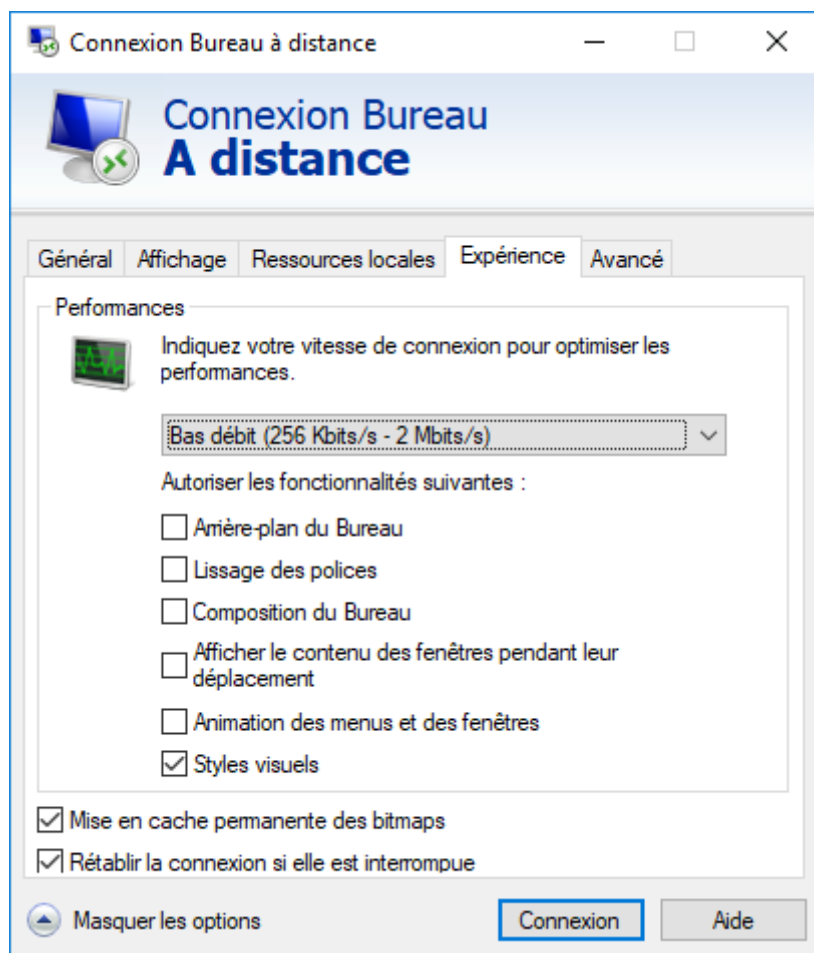 Connexion Bureau à distance
Connexion Bureau
A distance
Général Affichage Ressources locales Expérience Avancé
Performances
Indiquez votre vitesse de connexion pour optimiser les
performances.
Bas débit (256 Kbits/s - 2 Mbits/s)
Autoriser les fonctionnalités suivantes :
Arrière-plan du Bureau
Lissage des polices
Composition du Bureau
Afficher le contenu des fenêtres pendant leur
déplacement
Animation des menus et des fenêtres
Styles visuels
Mise en cache permanente des bitmaps
Rétablir la connexion si elle est interrompue
Masquer les options Connexion Aide